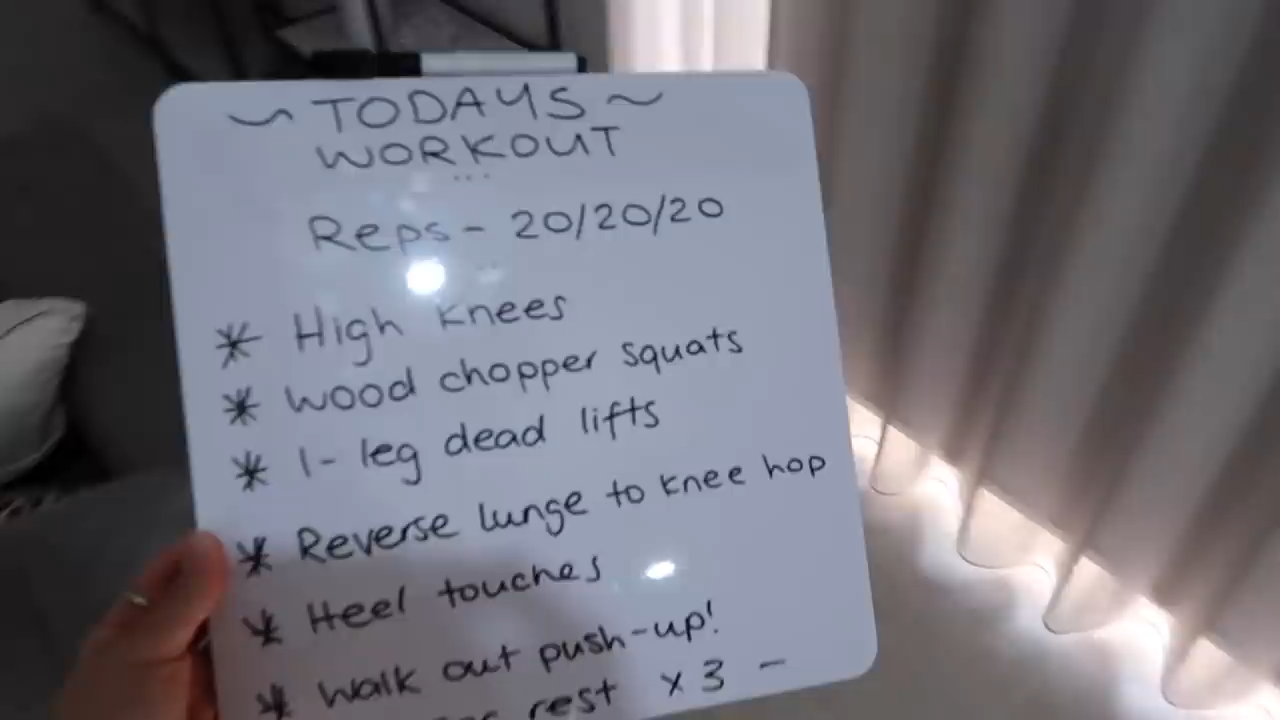 ~ TODAYS ~
WORKOUT
...
Reps - 20/20/20
* High knees
* wood chopper squats
* 1- leg dead lifts
* Reverse lunge to knee hop
* Heel touches
* Walk out push-up!
rest x 3 -